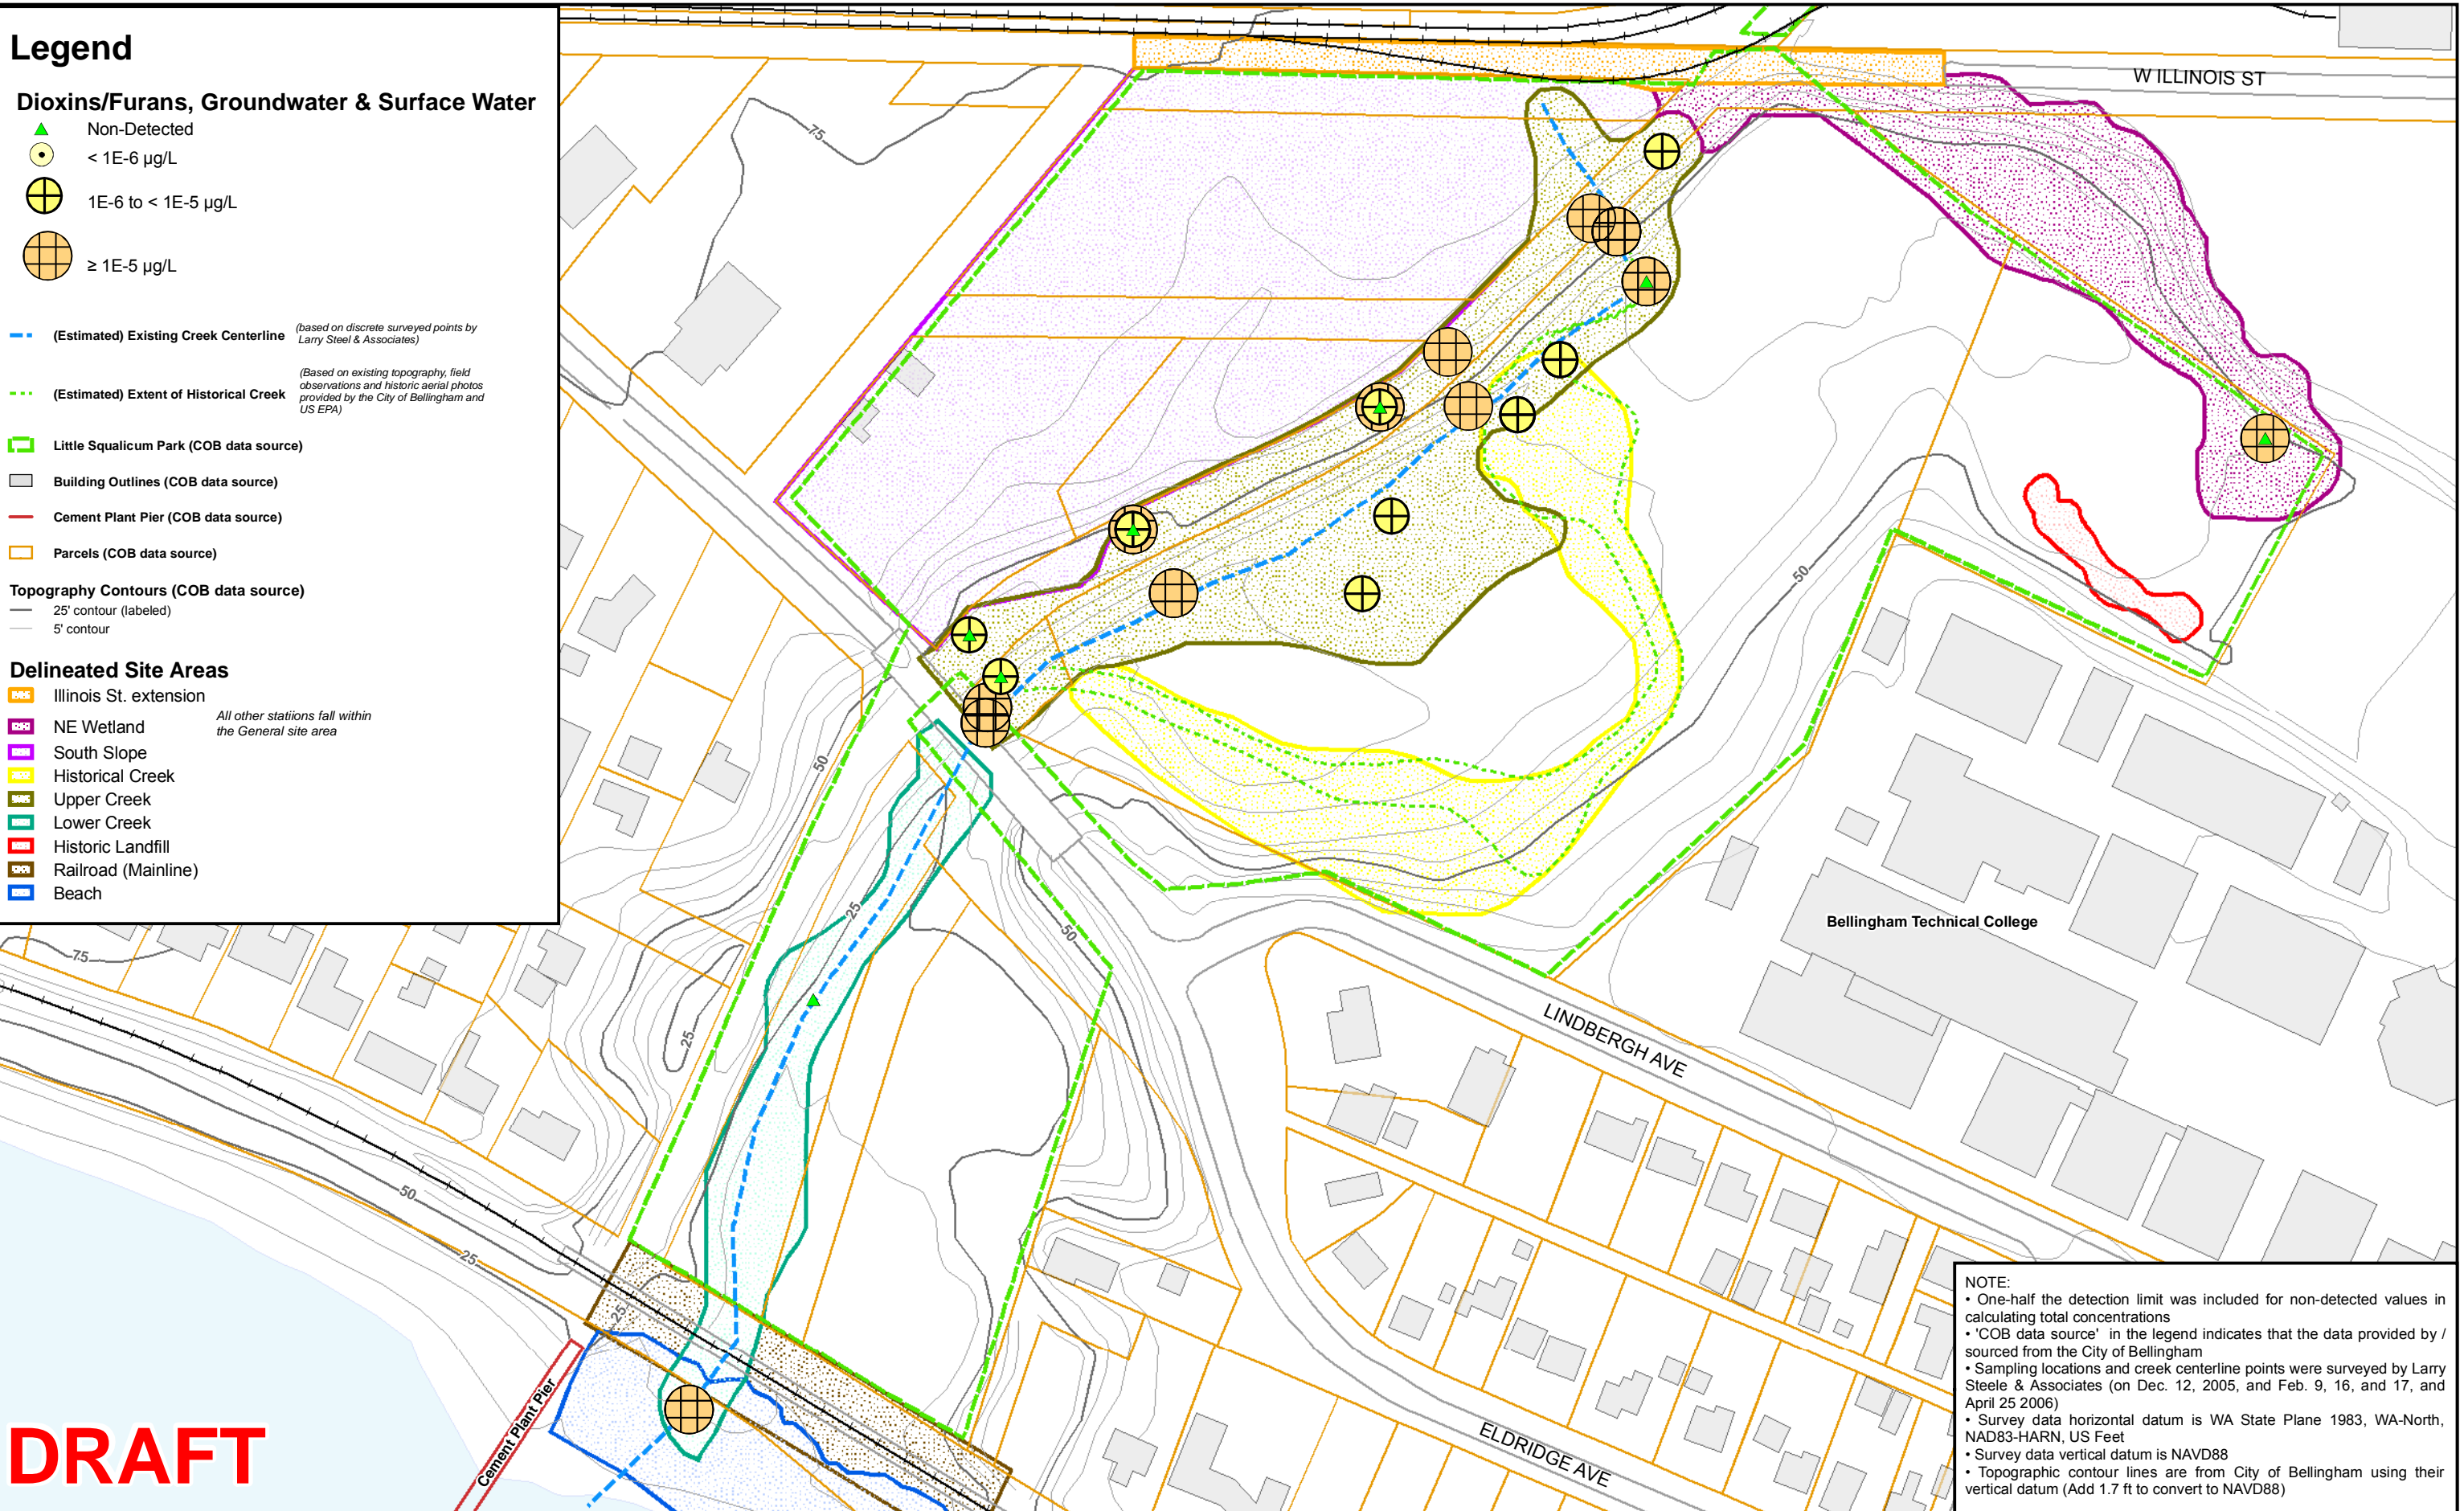 Legend
Dioxins/Furans, Groundwater & Surface Water
Non-Detected
< 1E-6 µg/L
1E-6 to < 1E-5 µg/L
≥ 1E-5 µg/L
(Estimated) Existing Creek Centerline
(based on discrete surveyed points by
Larry Steel & Associates)
(Estimated) Extent of Historical Creek
(Based on existing topography, field
observations and historic aerial photos
provided by the City of Bellingham and
US EPA)
Little Squalicum Park (COB data source)
Building Outlines (COB data source)
Cement Plant Pier (COB data source)
Parcels (COB data source)
Topography Contours (COB data source)
25' contour (labeled)
5' contour
Delineated Site Areas
Illinois St. extension
NE Wetland
All other statiions fall within
the General site area
South Slope
Historical Creek
Upper Creek
Lower Creek
Historic Landfill
Railroad (Mainline)
Beach
W ILLINOIS ST
75
50
50
25
50
75
25
50
25
25
Bellingham Technical College
LINDBERGH AVE
ELDRIDGE AVE
Cement Plant Pier
DRAFT
NOTE:
• One-half the detection limit was included for non-detected values in
calculating total concentrations
• 'COB data source' in the legend indicates that the data provided by /
sourced from the City of Bellingham
• Sampling locations and creek centerline points were surveyed by Larry
Steele & Associates (on Dec. 12, 2005, and Feb. 9, 16, and 17, and
April 25 2006)
• Survey data horizontal datum is WA State Plane 1983, WA-North,
NAD83-HARN, US Feet
• Survey data vertical datum is NAVD88
• Topographic contour lines are from City of Bellingham using their
vertical datum (Add 1.7 ft to convert to NAVD88)